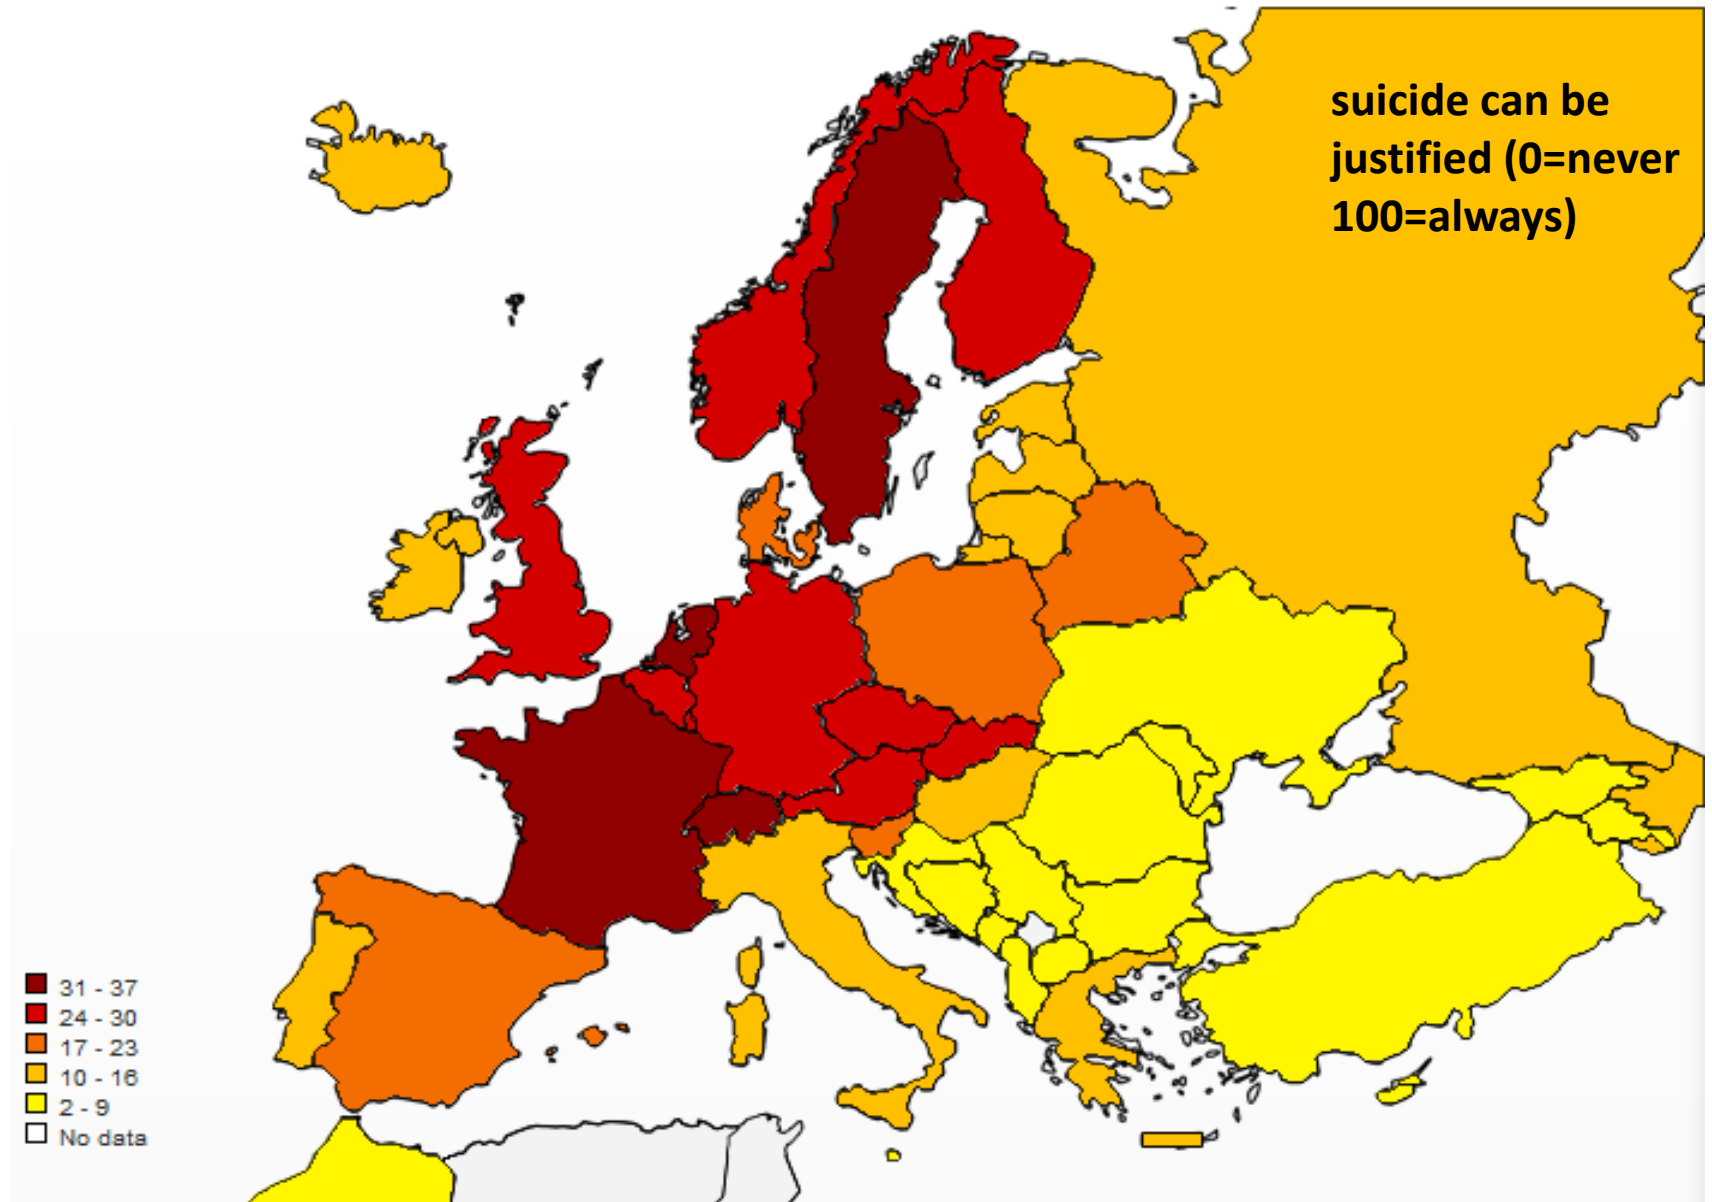 suicide can be
justified (0=never
100=always)
31 - 37
24 - 30
17 - 23
10 - 16
2 - 9
No data